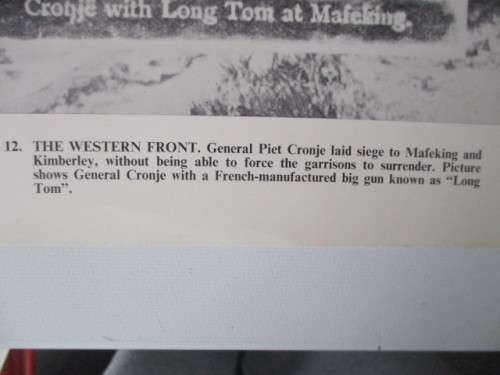 Cronje with Long Tom at Mafeking.
12. THE WESTERN FRONT. General Piet Cronje laid siege to Mafeking and
Kimberley, without being able to force the garrisons to surrender. Picture
shows General Cronje with a French-manufactured big gun known as “Long
Tom”.